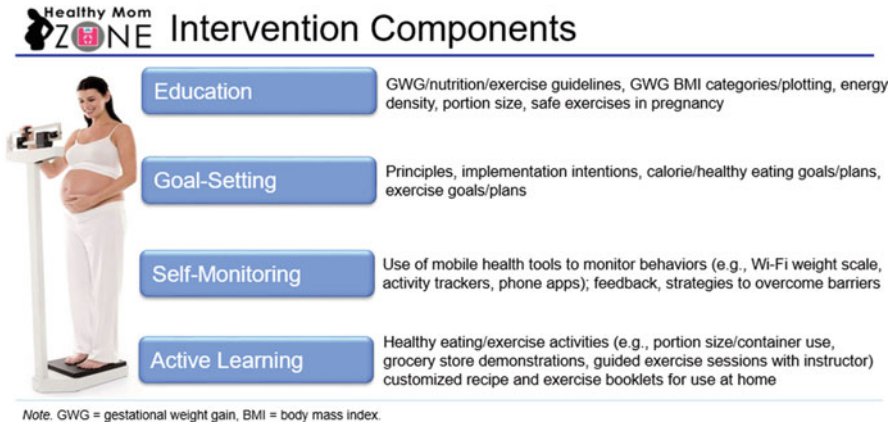 Healthy Mom
ZONE
Intervention Components
Education
GWG/nutrition/exercise guidelines, GWG BMI categories/plotting, energy
density, portion size, safe exercises in pregnancy
Goal-Setting
Principles, implementation intentions, calorie/healthy eating goals/plans,
exercise goals/plans
Self-Monitoring
Use of mobile health tools to monitor behaviors (e.g., Wi-Fi weight scale,
activity trackers, phone apps); feedback, strategies to overcome barriers
Active Learning
Healthy eating/exercise activities (e.g., portion size/container use,
grocery store demonstrations, guided exercise sessions with instructor)
customized recipe and exercise booklets for use at home
Note. GWG = gestational weight gain, BMI = body mass index.